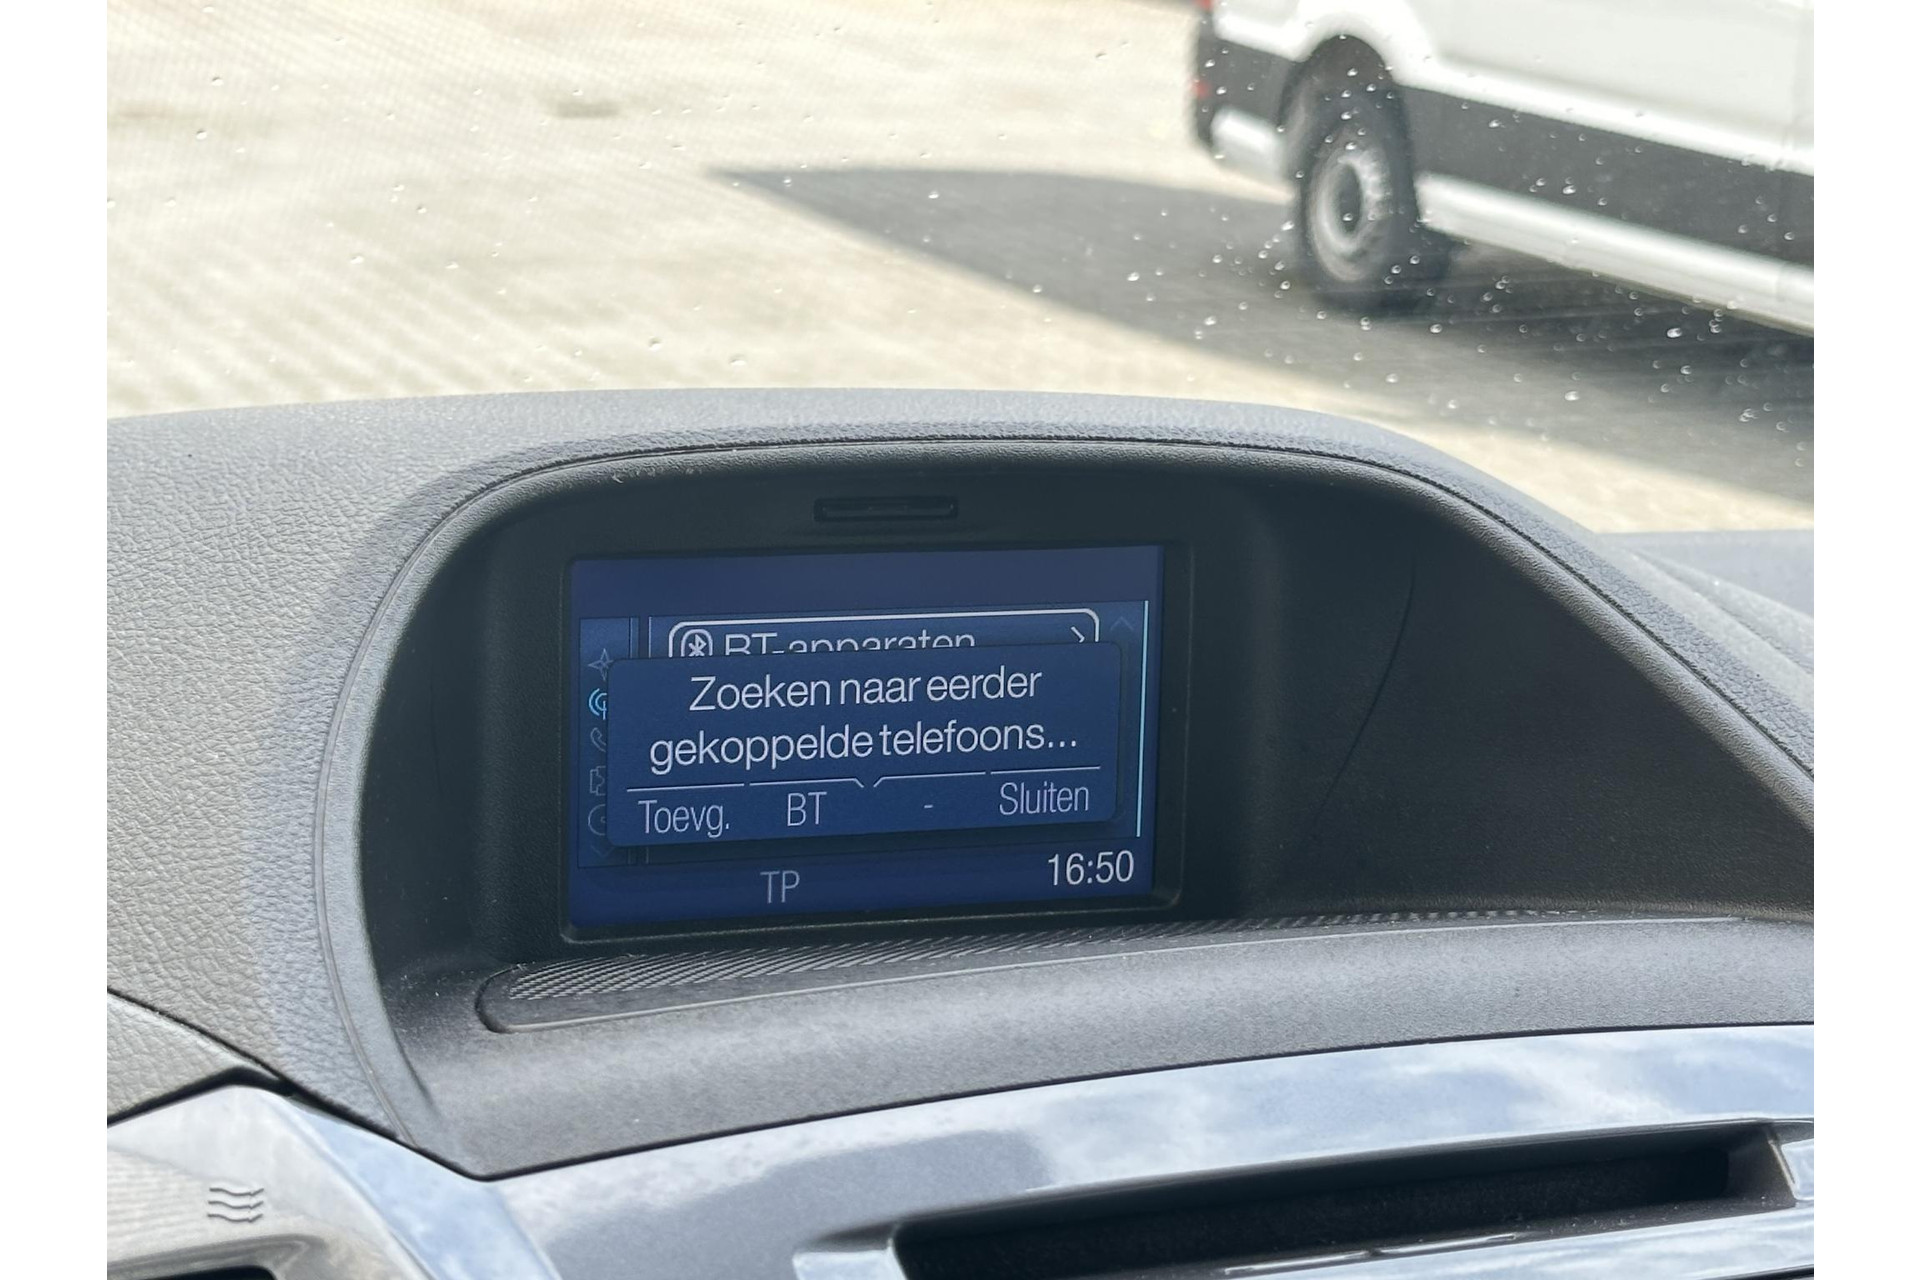 BT-apparaten
Zoeken naar eerder
gekoppelde telefoons...
Toevg. BT - Sluiten
TP 16:50